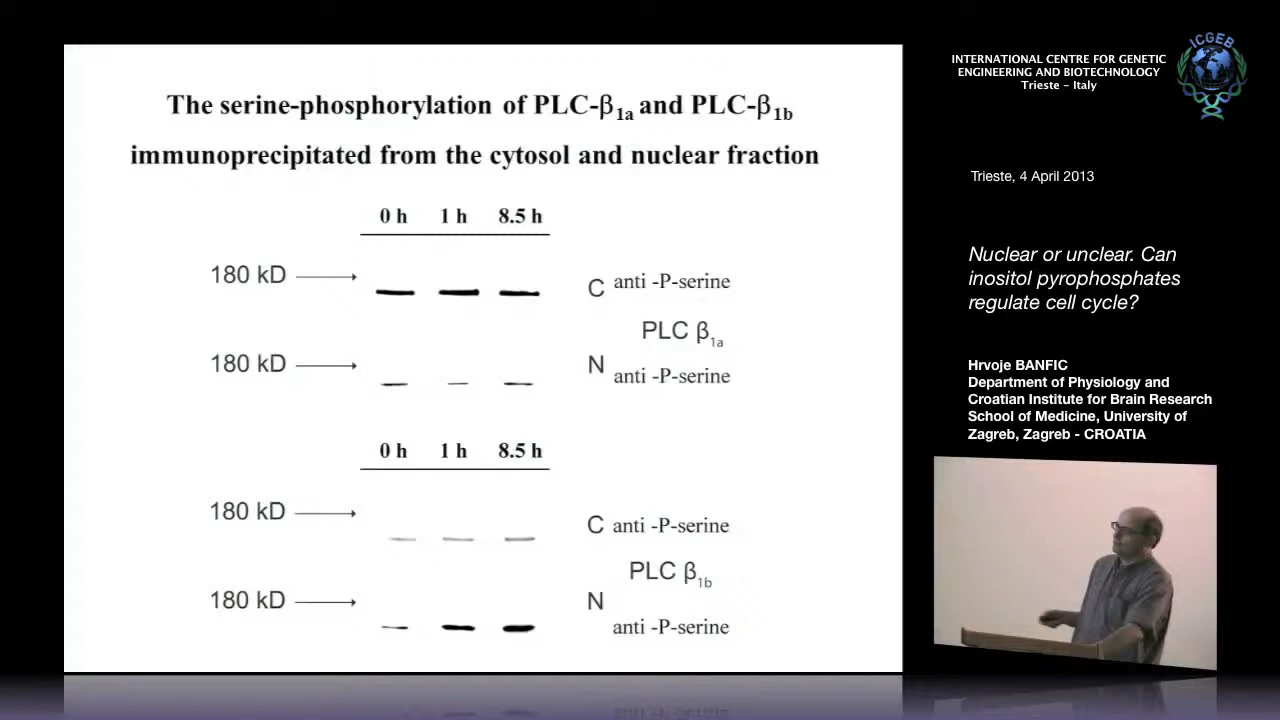 The serine-phosphorylation of PLC-β1a and PLC-β1b
immunoprecipitated from the cytosol and nuclear fraction
0 h 1 h 8.5 h
180 kD
C anti -P-serine
PLC β1a
180 kD
N anti -P-serine
0 h 1 h 8.5 h
180 kD
C anti -P-serine
PLC β1b
180 kD
N
anti -P-serine
INTERNATIONAL CENTRE FOR GENETIC
ENGINEERING AND BIOTECHNOLOGY
Trieste - Italy
ICGEB
Trieste, 4 April 2013
Nuclear or unclear. Can
inositol pyrophosphates
regulate cell cycle?
Hrvoje BANFIC
Department of Physiology and
Croatian Institute for Brain Research
School of Medicine, University of
Zagreb, Zagreb - CROATIA